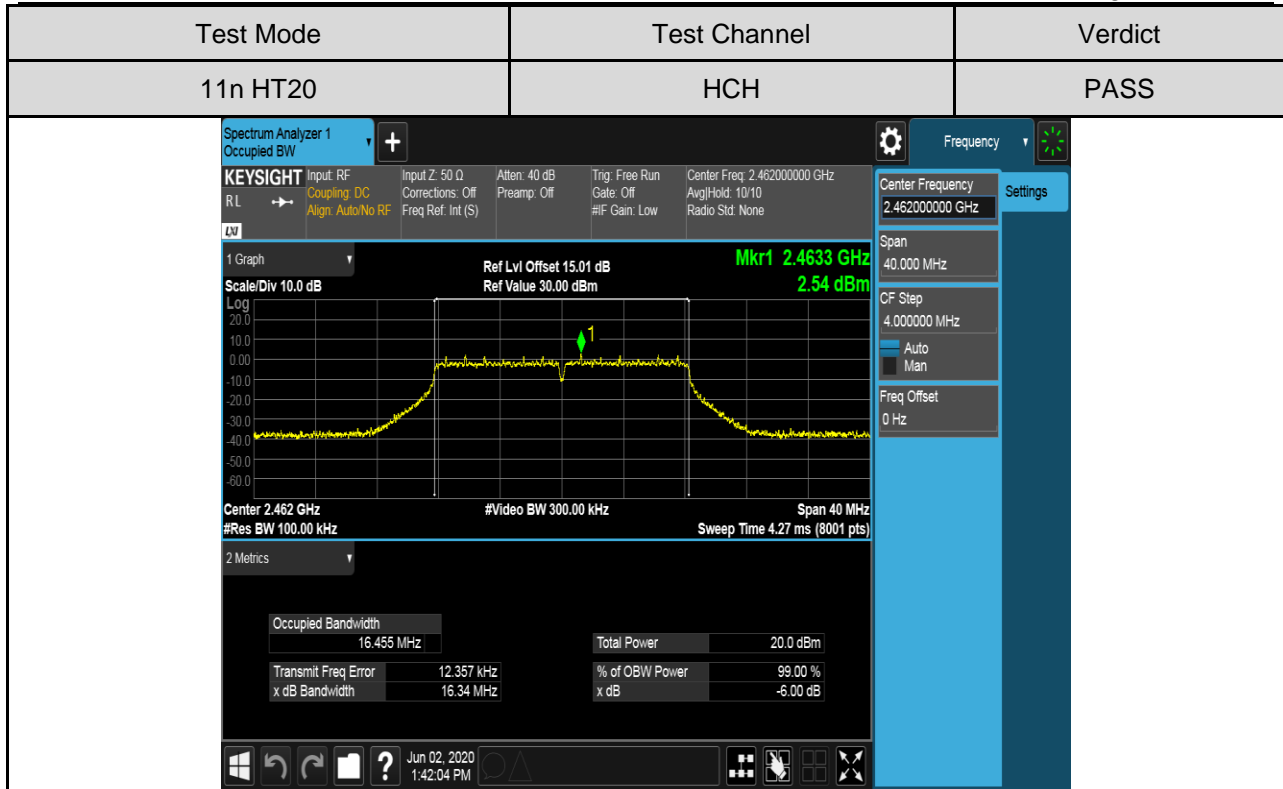 Test Mode Test Channel Verdict
11n HT20 HCH PASS
Spectrum Analyzer 1
Occupied BW
+
Frequency
KEYSIGHT
RL
LXI
Input: RF
Coupling: DC
Align: Auto/No RF
Input Z: 50 Ω
Corrections: Off
Freq Ref: Int (S)
Atten: 40 dB
Preamp: Off
Trig: Free Run
Gate: Off
#IF Gain: Low
Center Freq: 2.462000000 GHz
Avg|Hold: 10/10
Radio Std: None
Center Frequency
2.462000000 GHz
Settings
Span
40.000 MHz
CF Step
4.000000 MHz
Auto
Man
Freq Offset
0 Hz
1 Graph
Scale/Div 10.0 dB
Ref Lvl Offset 15.01 dB
Ref Value 30.00 dBm
Mkr1 2.4633 GHz
2.54 dBm
Log
20.0
10.0
0.00
-10.0
-20.0
-30.0
-40.0
-50.0
-60.0
1
Center 2.462 GHz #Video BW 300.00 kHz Span 40 MHz
#Res BW 100.00 kHz Sweep Time 4.27 ms (8001 pts)
2 Metrics
Occupied Bandwidth
16.455 MHz
Total Power 20.0 dBm
Transmit Freq Error 12.357 kHz % of OBW Power 99.00 %
x dB Bandwidth 16.34 MHz x dB -6.00 dB
?
Jun 02, 2020
1:42:04 PM